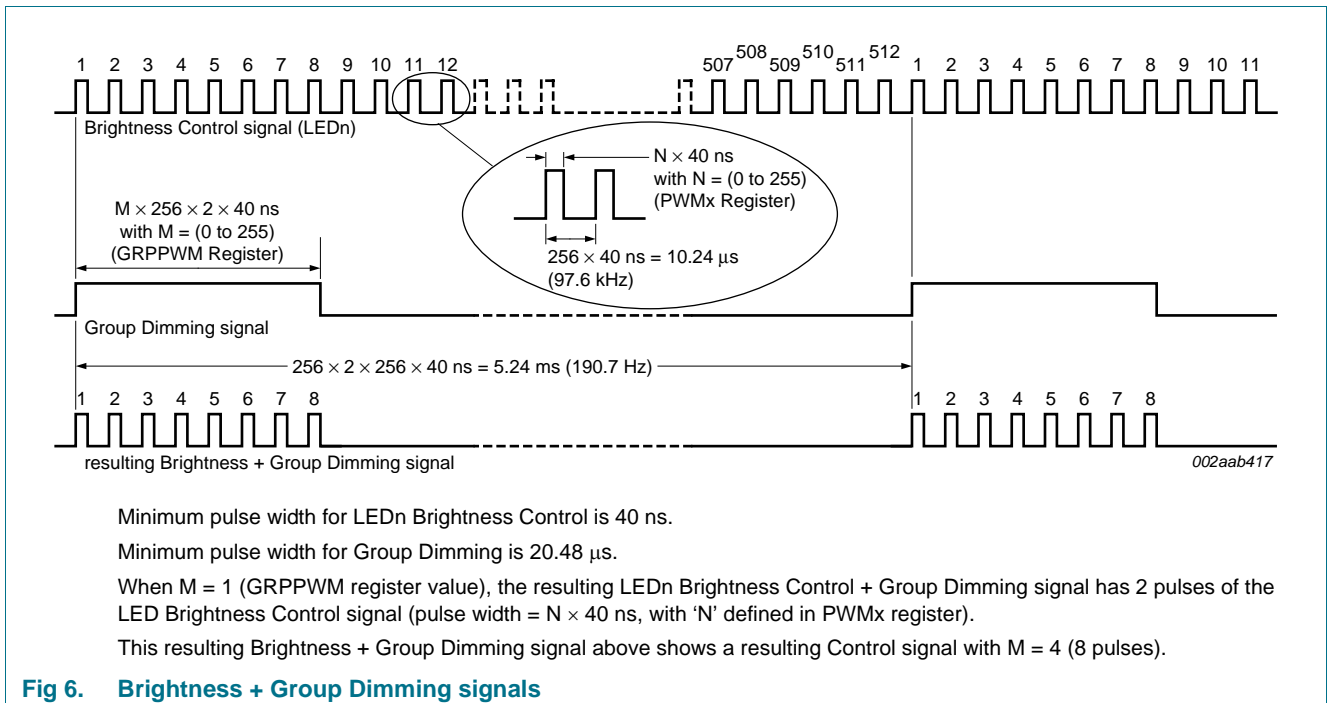 1 2 3 4 5 6 7 8 9 10 11 12 507 508 509 510 511 512 1 2 3 4 5 6 7 8 9 10 11
Brightness Control signal (LEDn)
N × 40 ns
with N = (0 to 255)
(PWMx Register)
M × 256 × 2 × 40 ns
with M = (0 to 255)
(GRPPWM Register)
256 × 40 ns = 10.24 μs
(97.6 kHz)
Group Dimming signal
256 × 2 × 256 × 40 ns = 5.24 ms (190.7 Hz)
1 2 3 4 5 6 7 8 1 2 3 4 5 6 7 8
resulting Brightness + Group Dimming signal
002aab417
Minimum pulse width for LEDn Brightness Control is 40 ns.
Minimum pulse width for Group Dimming is 20.48 μs.
When M = 1 (GRPPWM register value), the resulting LEDn Brightness Control + Group Dimming signal has 2 pulses of the
LED Brightness Control signal (pulse width = N × 40 ns, with ‘N’ defined in PWMx register).
This resulting Brightness + Group Dimming signal above shows a resulting Control signal with M = 4 (8 pulses).
Fig 6. Brightness + Group Dimming signals